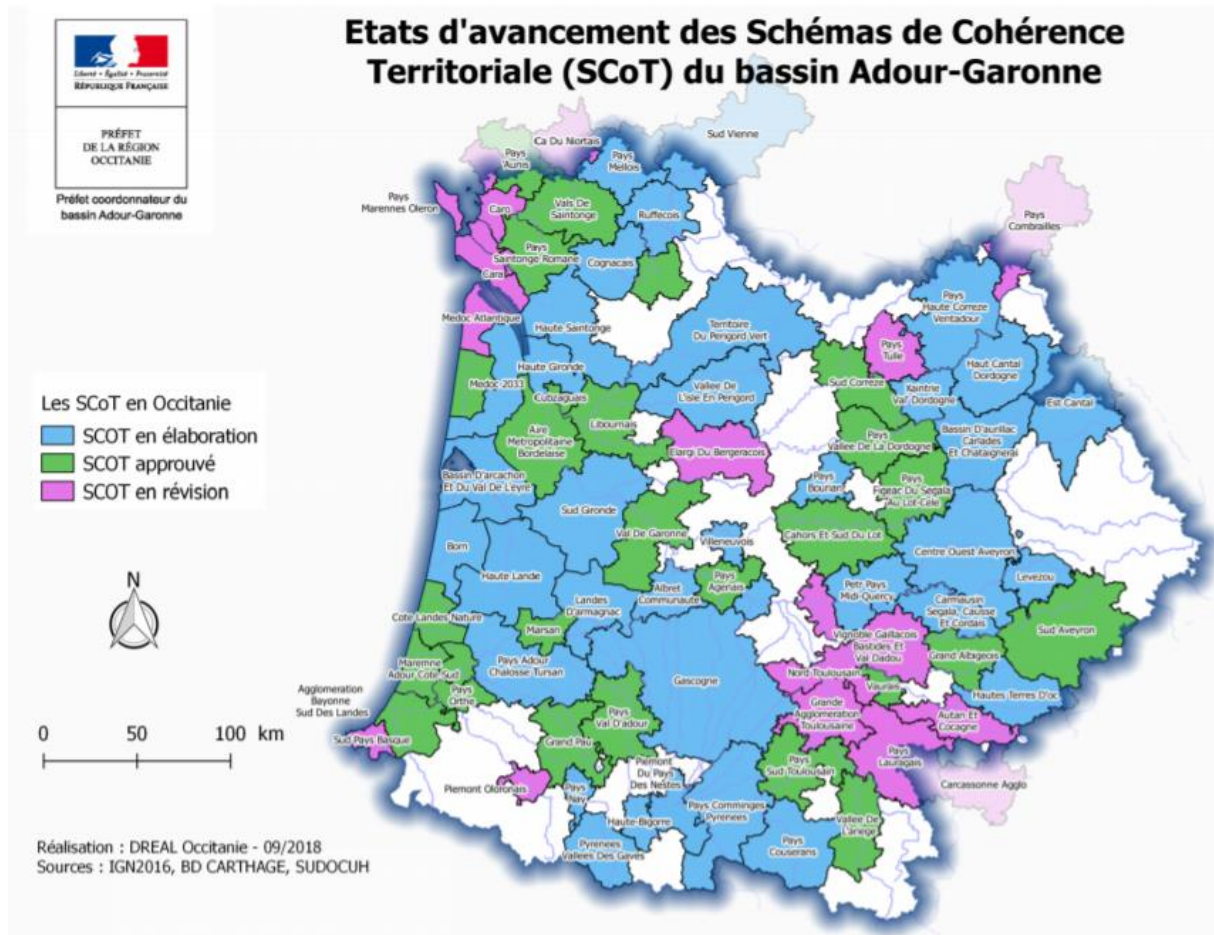 Etats d'avancement des Schémas de Cohérence
Territoriale (SCoT) du bassin Adour-Garonne
Liberté • Égalité • Fraternité
RÉPUBLIQUE FRANÇAISE
PRÉFET
DE LA RÉGION
OCCITANIE
Préfet coordonnateur du
bassin Adour-Garonne
Sud Vienne
Ca Du Niortais
Pays
Aunis
Pays
Mellois
Pays
Marennes Oleron
Caro
Vals De
Saintonge
Ruffecois
Pays
Combrailles
Pays
Saintonge Romane
Cognacais
Cara
Pays
Haute Correze
Ventadour
Medoc Atlantique
Haute Saintonge
Territoire
Du Perigord Vert
Pays
Tulle
Haute Gironde
Haut Cantal
Dordogne
Medoc 2033
Cubzaguais
Vallee De
L'isle En Perigord
Sud Correze
Xaintrie
Val' Dordogne
Est Cantal
Libournais
Aire
Metropolitaine
Bordelaise
Elargi Du Bergeracois
Pays
Vallee De La Dordogne
Bassin D'aurillac
Carlades
Et Chataigneral
Bassin D'arcachon
Et Du Val De L'eyre
Pays
Bourian
Pays
Figeac Du Segala
Au Lot-Cele
Sud Gironde
Val De Garonne
Villeneuvois
Cahors Et Sud Du Lot
Centre Ouest Aveyron
Born
Haute Lande
Albret
Communaute
Pays
Agenais
Petr Pays
Midi-Quercy
Levezou
Landes
D'armagnac
Carmausin
Segala, Causse
Et Cordais
Cote Landes Nature
Marsan
Vignoble Gaillacois
Bastides Et
Val Dadou
Sud Aveyron
Grand Albigeois
Maremne
Adour Cote Sud
Pays Adour
Chalosse Tursan
Gascogne
Nord Toulousain
Vaurais
Hautes Terres D'oc
Pays
Orthe
Agglomeration
Bayonne
Sud Des Landes
Pays
Val D'adour
Grande
Agglomeration
Toulousaine
Autan Et
Cocagne
Sud Pays Basque
Grand Pau
Pays
Lauragais
Piemont Oloronais
Piemont
Du Pays
Des Nestes
Pays
Sud Toulousain
Carcassonne Agglo
Pays
Nay
Haute-Bigorre
Pays Comminges
Pyrenees
Vallee De
L'ariege
Pyrenees
Vallees Des Gaves
Pays
Couserans
Les SCoT en Occitanie
SCOT en élaboration
SCOT approuvé
SCOT en révision
N
0 50 100 km
Réalisation : DREAL Occitanie - 09/2018
Sources : IGN2016, BD CARTHAGE, SUDOCUH